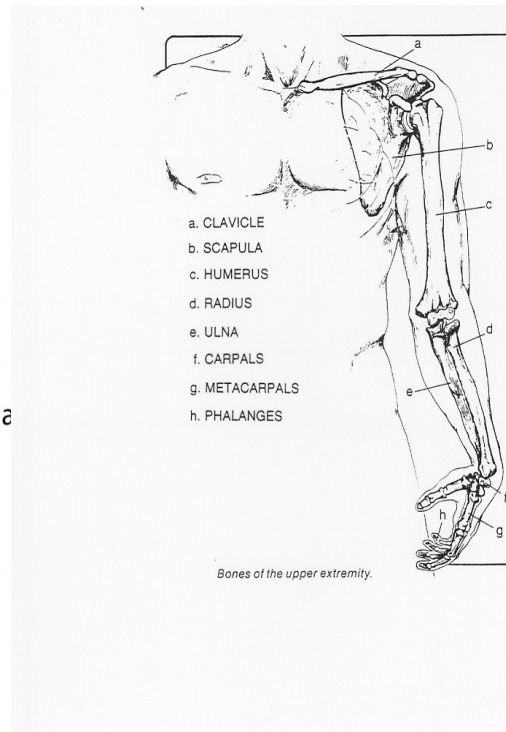 a
b
a. CLAVICLE
c
b. SCAPULA
c. HUMERUS
d. RADIUS
d
e. ULNA
f. CARPALS
g. METACARPALS
e
h. PHALANGES
a
f
h
g
Bones of the upper extremity.